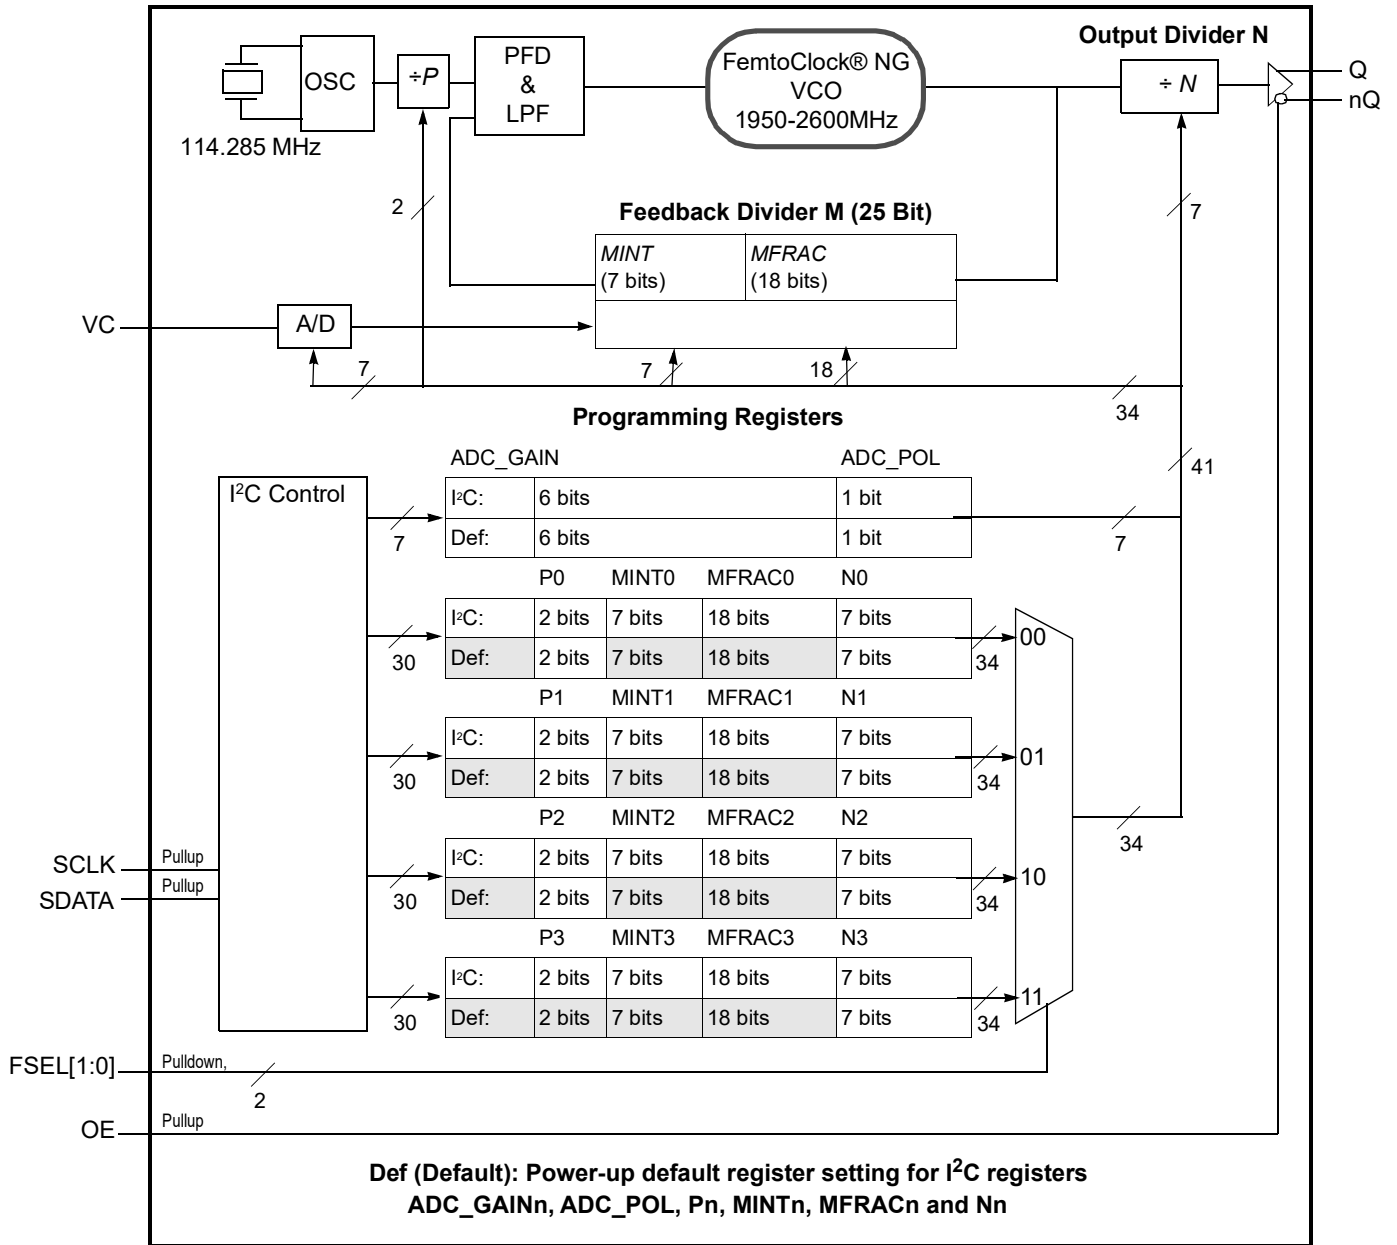 Output Divider N
OSC
÷P
PFD
&
LPF
FemtoClock® NG
VCO
1950-2600MHz
÷ N
Q
nQ
114.285 MHz
2
7
Feedback Divider M (25 Bit)
MINT
(7 bits)
MFRAC
(18 bits)
VC
A/D
7
7
18
34
Programming Registers
41
ADC_GAIN
ADC_POL
I²C Control
I²C: 6 bits 1 bit
Def: 6 bits 1 bit
7
7
P0 MINT0 MFRAC0 N0
I²C: 2 bits 7 bits 18 bits 7 bits
Def: 2 bits 7 bits 18 bits 7 bits
30
34
00
P1 MINT1 MFRAC1 N1
I²C: 2 bits 7 bits 18 bits 7 bits
Def: 2 bits 7 bits 18 bits 7 bits
30
34
01
P2 MINT2 MFRAC2 N2
I²C: 2 bits 7 bits 18 bits 7 bits
Def: 2 bits 7 bits 18 bits 7 bits
30
34
10
34
SCLK Pullup
SDATA Pullup
P3 MINT3 MFRAC3 N3
I²C: 2 bits 7 bits 18 bits 7 bits
Def: 2 bits 7 bits 18 bits 7 bits
30
34
11
FSEL[1:0] Pulldown,
2
OE Pullup
Def (Default): Power-up default register setting for I²C registers
ADC_GAINn, ADC_POL, Pn, MINTn, MFRACn and Nn